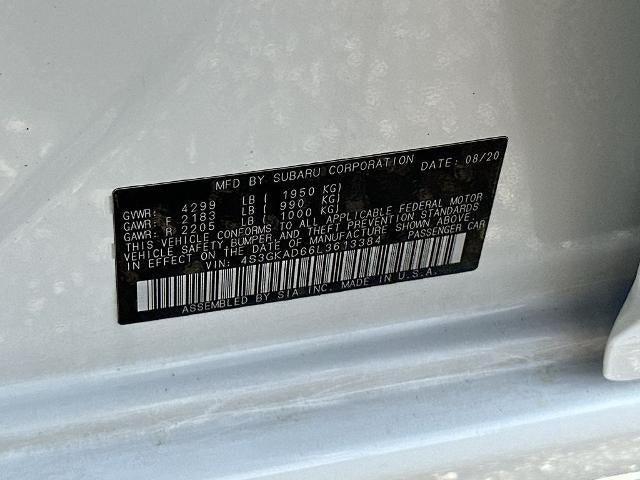 MFD BY SUBARU CORPORATION DATE: 08/20
GVWR: 4299 LB ( 1950 KG)
GAWR: F 2183 LB ( 990 KG)
GAWR: R 2205 LB ( 1000 KG)
THIS VEHICLE CONFORMS TO ALL APPLICABLE FEDERAL MOTOR
VEHICLE SAFETY, BUMPER, AND THEFT PREVENTION STANDARDS
IN EFFECT ON THE DATE OF MANUFACTURE SHOWN ABOVE.
VIN: 4S3GKAD66L3613384 PASSENGER CAR
ASSEMBLED BY SIA INC. MADE IN U.S.A.